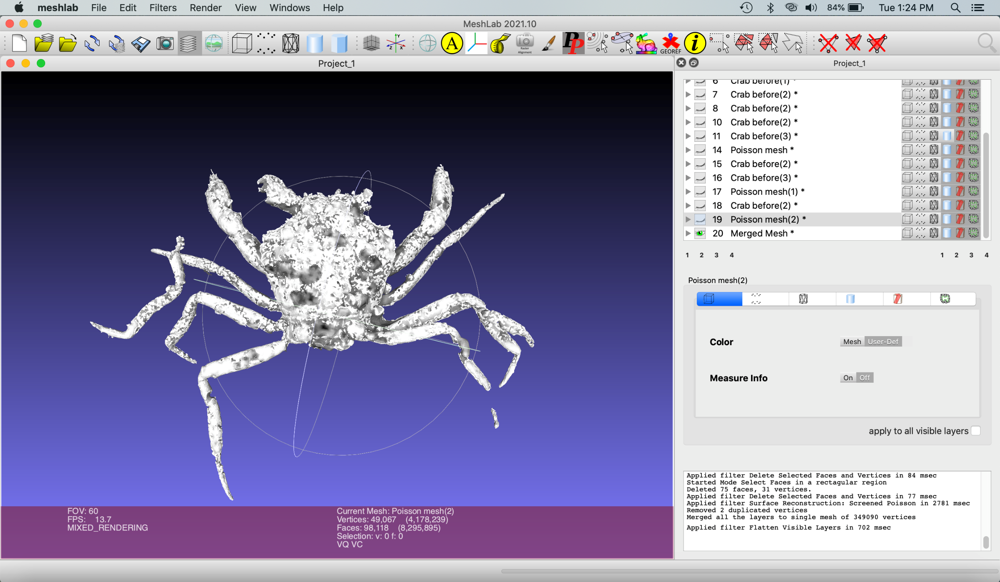 meshlab File Edit Filters Render View Windows Help 84% Tue 1:24 PM
MeshLab 2021.10
A Raster Alignment PP GEOREF i
Y Z X
Project_1
Project_1
6 Crab before(1) *
7 Crab before(2) *
8 Crab before(2) *
10 Crab before(2) *
11 Crab before(3) *
14 Poisson mesh *
15 Crab before(2) *
16 Crab before(3) *
17 Poisson mesh(1) *
18 Crab before(2) *
19 Poisson mesh(2) *
20 Merged Mesh *
1 2 3 4 1 2 3 4
Poisson mesh(2)
Color Mesh User-Def
Measure Info On Off
apply to all visible layers
Applied filter Delete Selected Faces and Vertices in 84 msec
Started Mode Select Faces in a rectagular region
Deleted 75 faces, 31 vertices.
Applied filter Delete Selected Faces and Vertices in 77 msec
Applied filter Surface Reconstruction: Screened Poisson in 2781 msec
Removed 2 duplicated vertices
Merged all the layers to single mesh of 349090 vertices
Applied filter Flatten Visible Layers in 702 msec
FOV: 60
FPS: 13.7
MIXED_RENDERING
Current Mesh: Poisson mesh(2)
Vertices: 49,067 (4,178,239)
Faces: 98,118 (8,295,895)
Selection: v: 0 f: 0
VQ VC